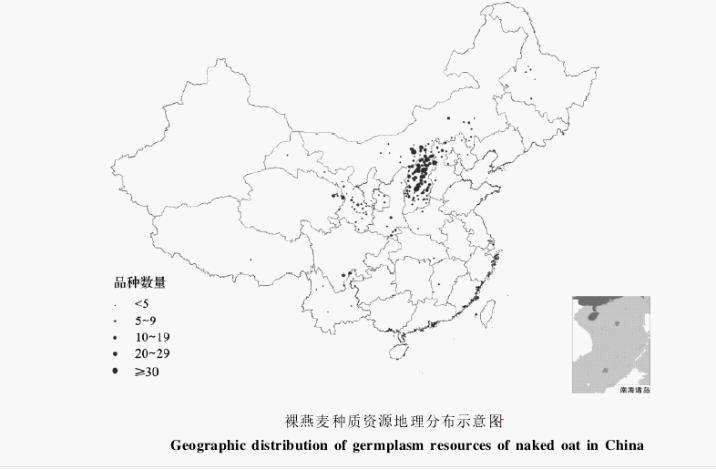 品种数量
<5
5~9
10~19
20~29
≥30
南海诸岛
裸燕麦种质资源地理分布示意图
Geographic distribution of germplasm resources of naked oat in China